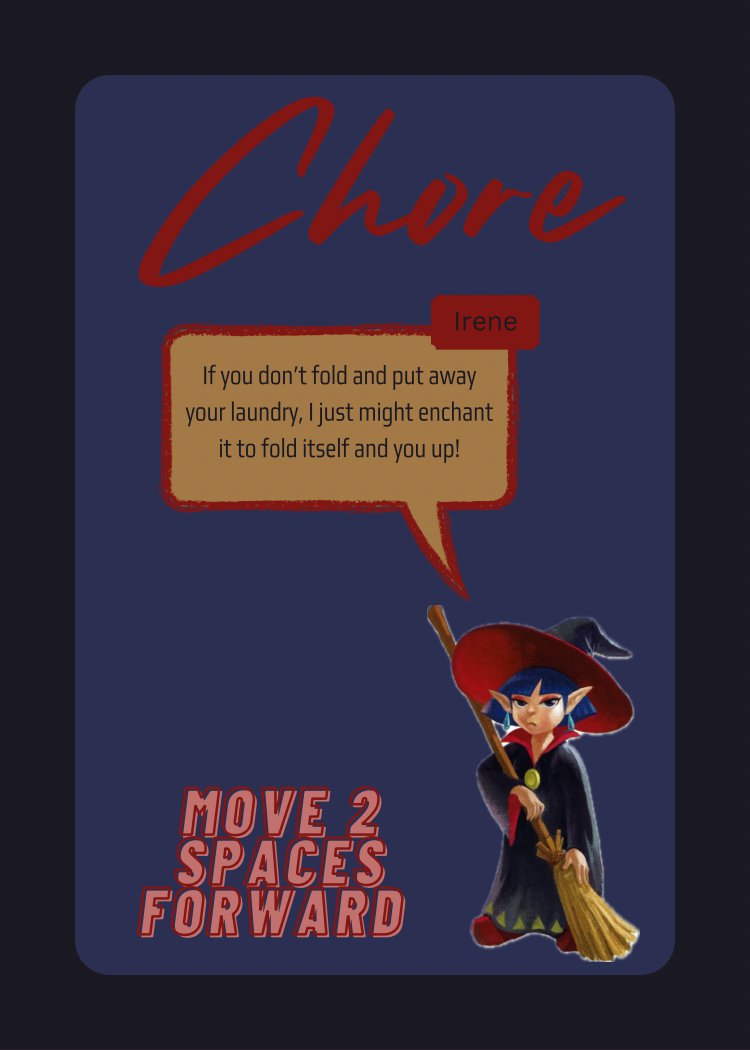 Chore
Irene
If you don't fold and put away
your laundry, I just might enchant
it to fold itself and you up!
MOVE 2
SPACES
FORWARD